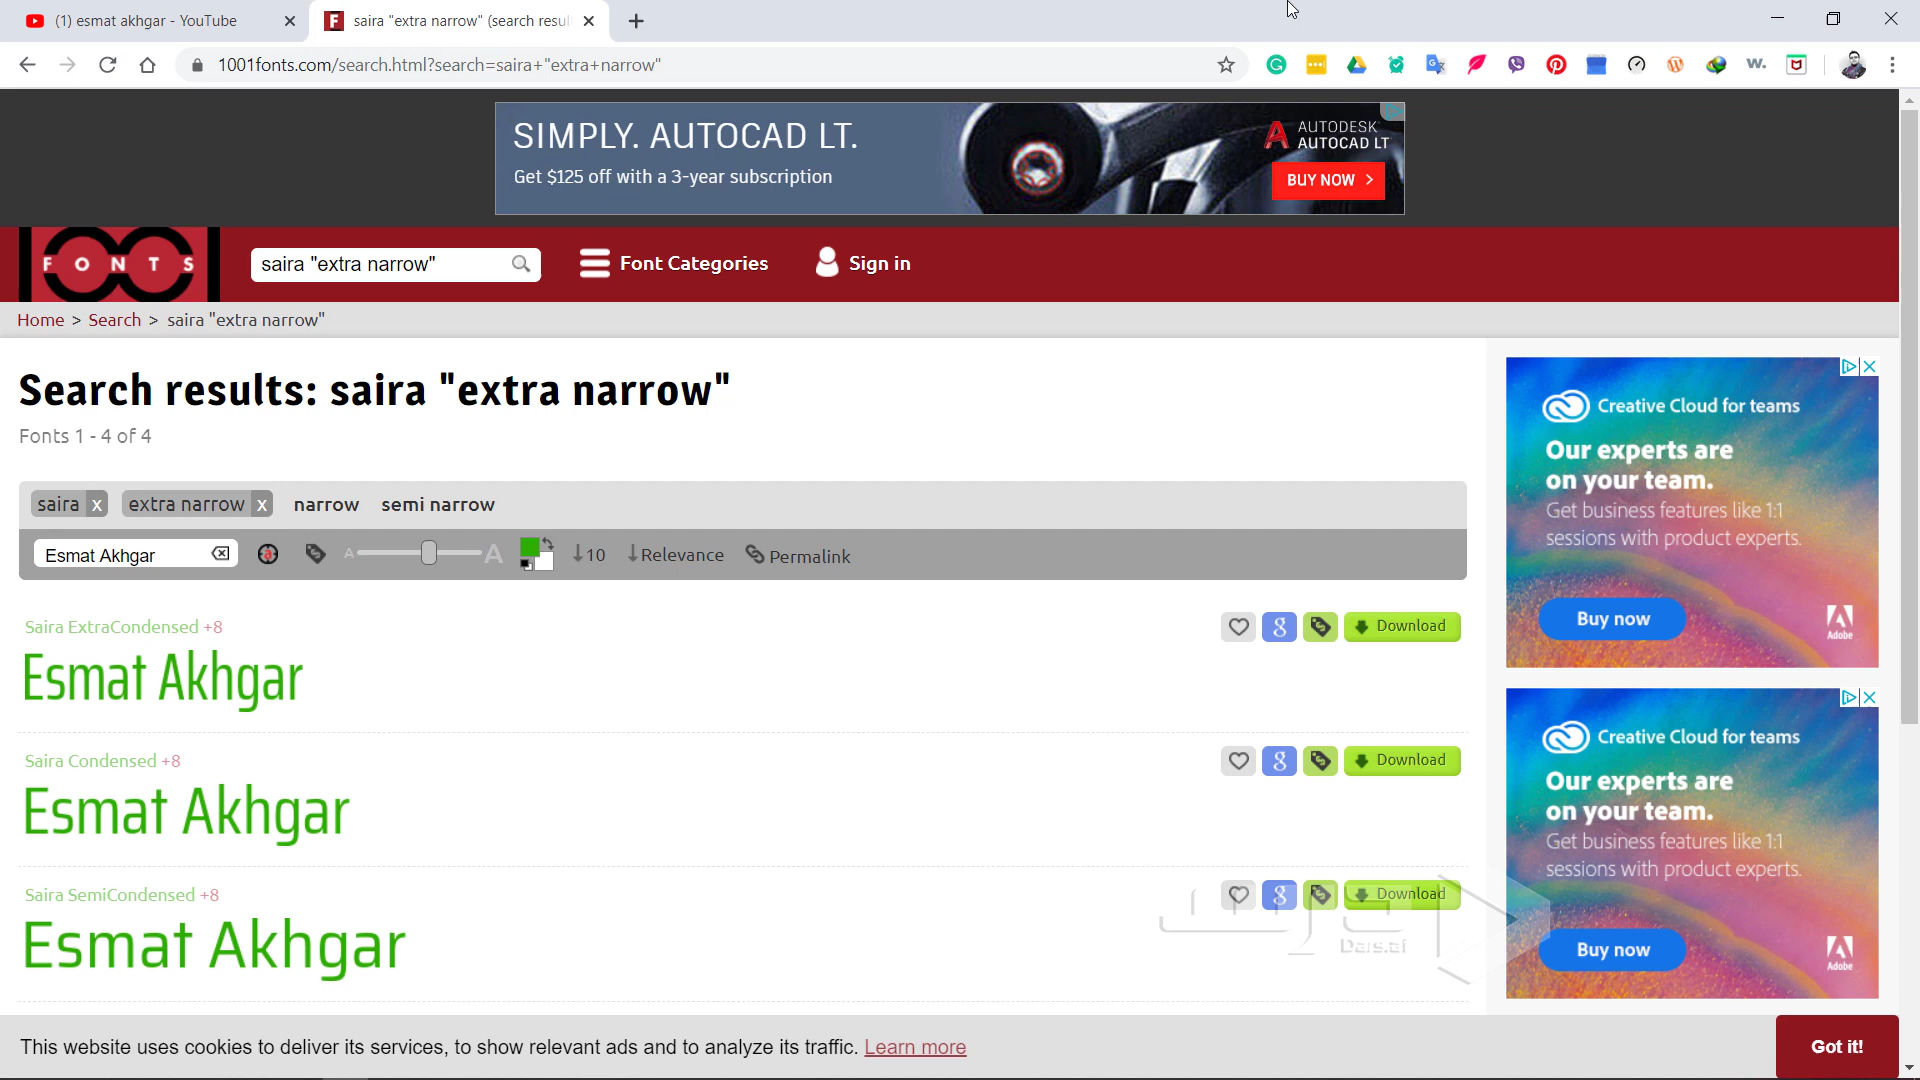 (1) esmat akhgar - YouTube
saira "extra narrow" (search resul
1001fonts.com/search.html?search=saira+"extra+narrow"
SIMPLY. AUTOCAD LT.
Get $125 off with a 3-year subscription
AUTODESK
AUTOCAD LT
BUY NOW >
FONTS
saira "extra narrow"
Font Categories
Sign in
Home > Search > saira "extra narrow"
Search results: saira "extra narrow"
Fonts 1 - 4 of 4
saira x extra narrow x narrow semi narrow
Esmat Akhgar
A A
10
Relevance
Permalink
Saira ExtraCondensed +8
Download
Esmat Akhgar
Saira Condensed +8
Download
Esmat Akhgar
Saira SemiCondensed +8
Download
Esmat Akhgar
Creative Cloud for teams
Our experts are
on your team.
Get business features like 1:1
sessions with product experts.
Buy now
Adobe
Creative Cloud for teams
Our experts are
on your team.
Get business features like 1:1
sessions with product experts.
Buy now
Adobe
This website uses cookies to deliver its services, to show relevant ads and to analyze its traffic. Learn more
Got it!